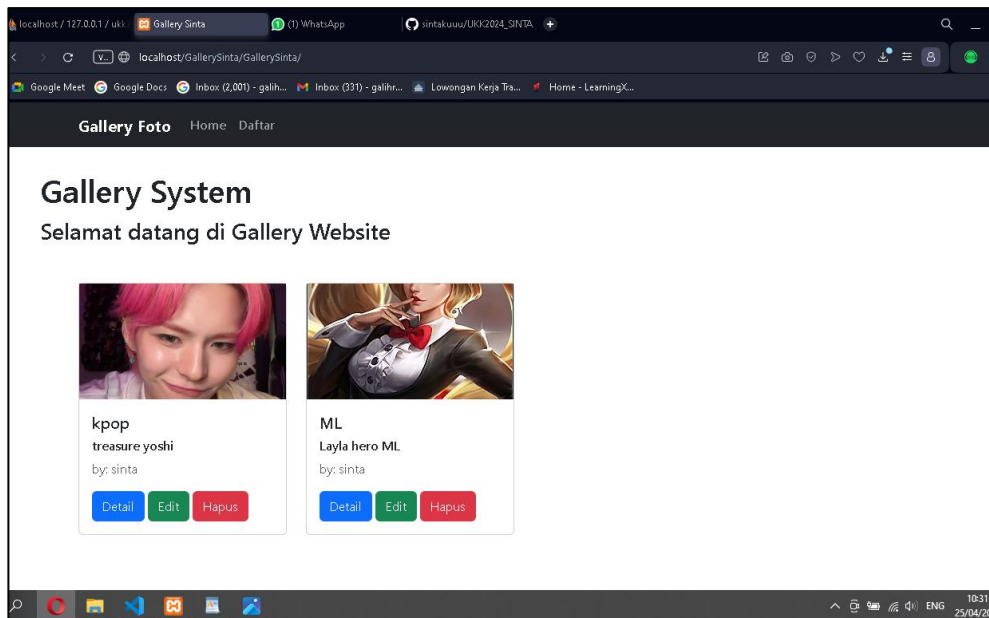 localhost / 127.0.0.1 / ukk
Gallery Sinta
(1) WhatsApp
sintakuuu/UKK2024_SINTA
V...
localhost/GallerySinta/GallerySinta/
Google Meet
Google Docs
Inbox (2,001) - galih...
Inbox (331) - galihr...
Lowongan Kerja Tra...
Home - LearningX...
Gallery Foto Home Daftar
Gallery System
Selamat datang di Gallery Website
kpop
treasure yoshi
by: sinta
Detail Edit Hapus
ML
Layla hero ML
by: sinta
Detail Edit Hapus
ENG
10:31
25/04/20